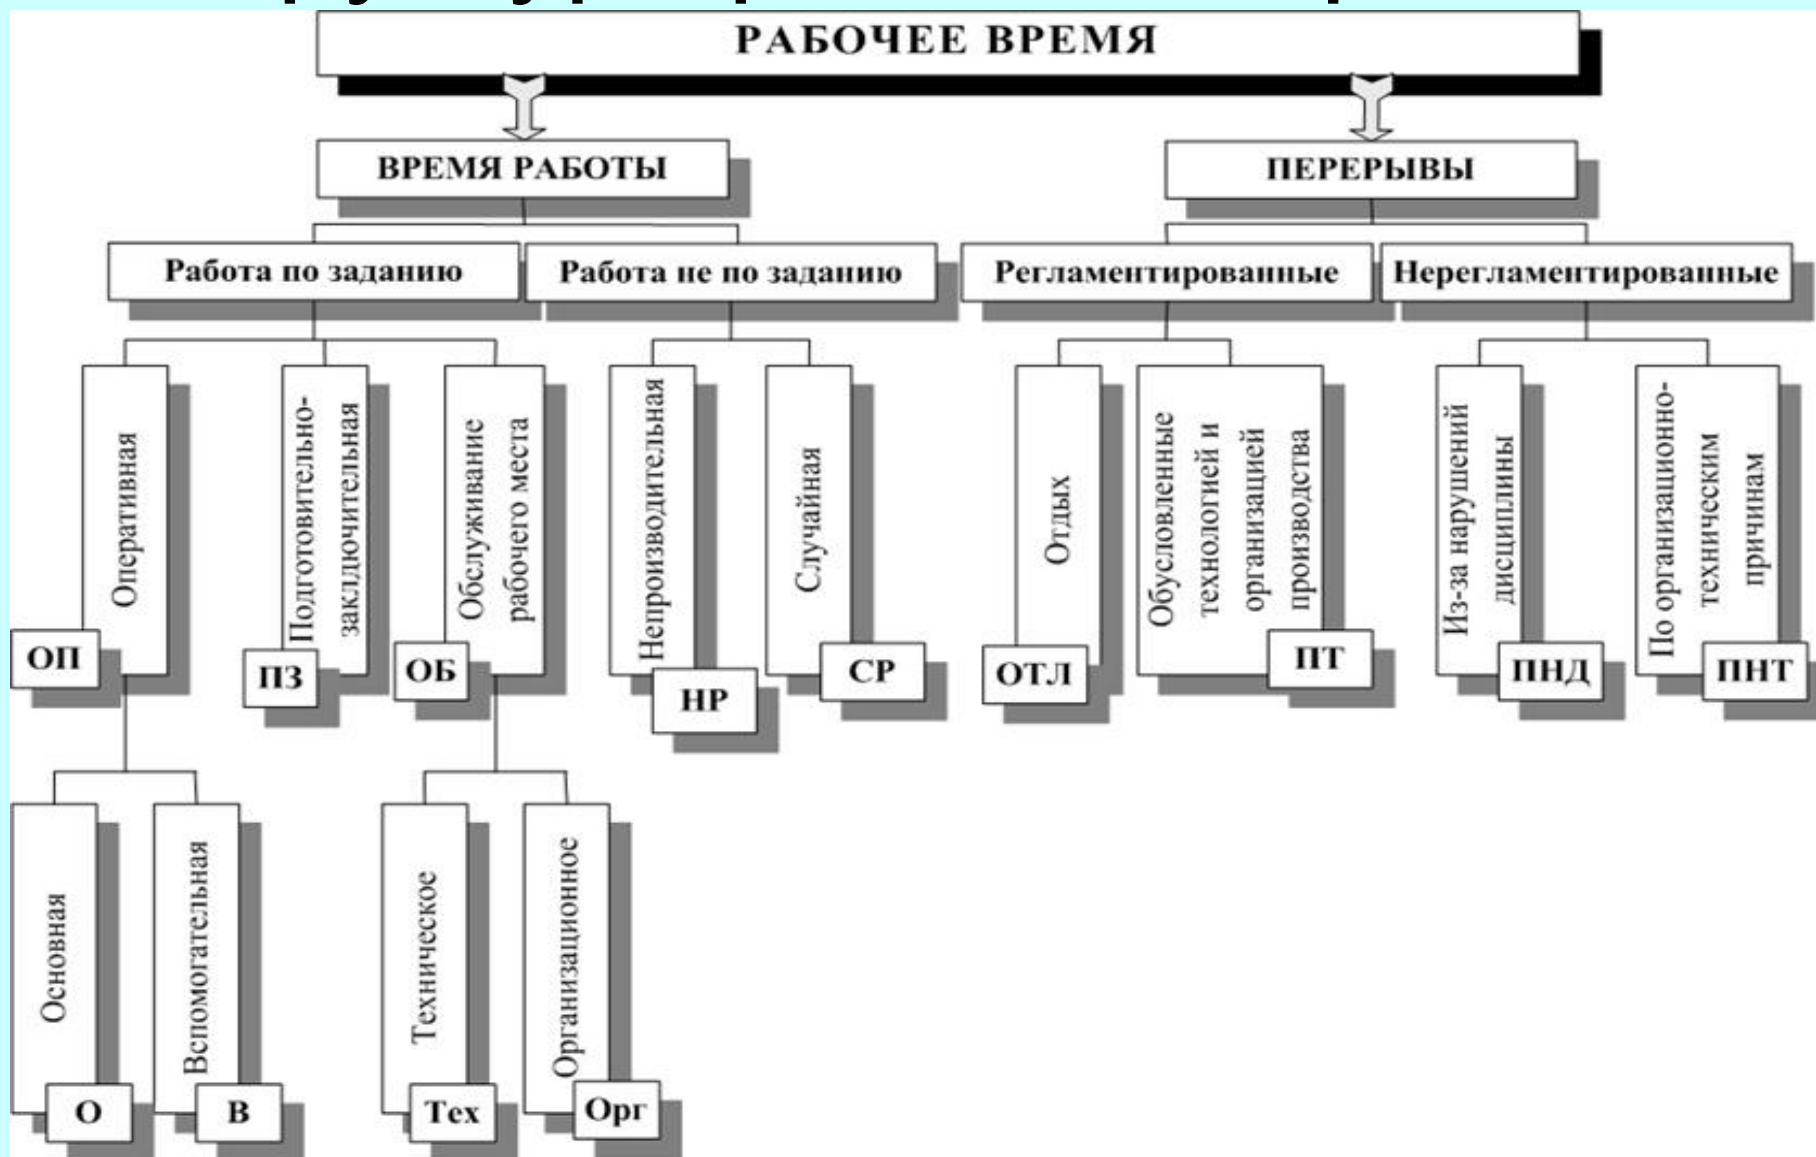 РАБОЧЕЕ ВРЕМЯ
ВРЕМЯ РАБОТЫ
ПЕРЕРЫВЫ
Работа по заданию
Работа не по заданию
Регламентированные
Нерегламентированные
Оперативная
ОП
Подготовительно-
заключительная
ПЗ
Обслуживание
рабочего места
ОБ
Непроизводительная
НР
Случайная
СР
Отдых
ОТЛ
Обусловленные
технологией и
организацией
производства
ПТ
Из-за нарушений
дисциплины
ПНД
По организационно-
техническим
причинам
ПНТ
Основная
О
Вспомогательная
В
Техническое
Тех
Организационное
Орг